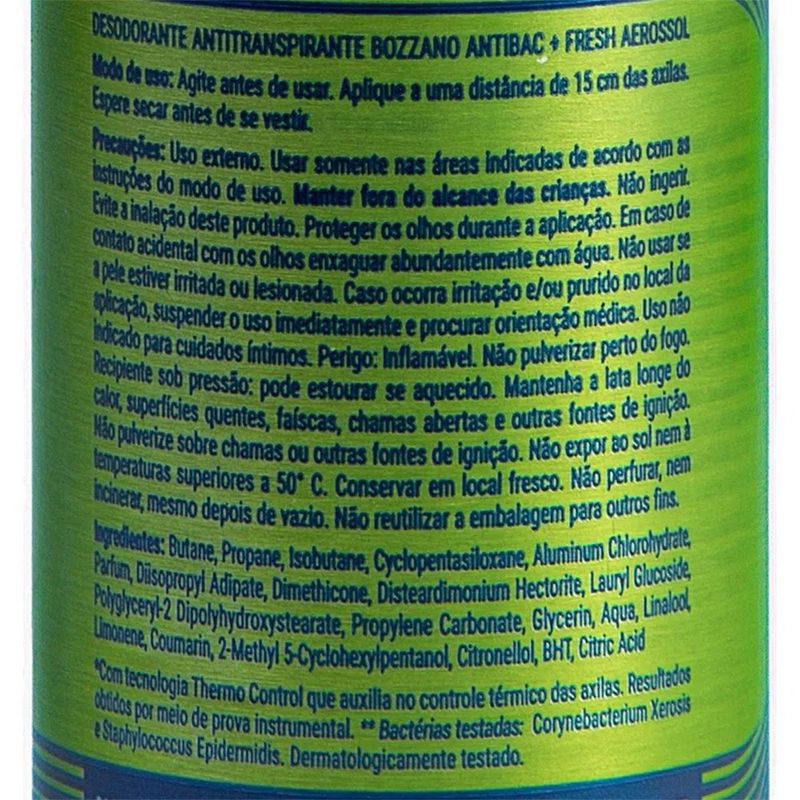 DESODORANTE ANTITRANSPIRANTE BOZZANO ANTIBAC + FRESH AEROSSOL
Modo de uso: Agite antes de usar. Aplique a uma distância de 15 cm das axilas.
Espere secar antes de se vestir.
Precauções: Uso externo. Usar somente nas áreas indicadas de acordo com as
instruções do modo de uso. Manter fora do alcance das crianças. Não ingerir.
Evite a inalação deste produto. Proteger os olhos durante a aplicação. Em caso de
contato acidental com os olhos enxaguar abundantemente com água. Não usar se
a pele estiver irritada ou lesionada. Caso ocorra irritação e/ou prurido no local da
aplicação, suspender o uso imediatamente e procurar orientação médica. Uso não
indicado para cuidados íntimos. Perigo: Inflamável. Não pulverizar perto do fogo.
Recipiente sob pressão: pode estourar se aquecido. Mantenha a lata longe do
calor, superfícies quentes, faíscas, chamas abertas e outras fontes de ignição.
Não pulverize sobre chamas ou outras fontes de ignição. Não expor ao sol nem à
temperaturas superiores a 50° C. Conservar em local fresco. Não perfurar, nem
incinerar, mesmo depois de vazio. Não reutilizar a embalagem para outros fins.
Ingredientes: Butane, Propane, Isobutane, Cyclopentasiloxane, Aluminum Chlorohydrate,
Parfum, Diisopropyl Adipate, Dimethicone, Disteardimonium Hectorite, Lauryl Glucoside,
Polyglyceryl-2 Dipolyhydroxystearate, Propylene Carbonate, Glycerin, Aqua, Linalool,
Limonene, Coumarin, 2-Methyl 5-Cyclohexylpentanol, Citronellol, BHT, Citric Acid
*Com tecnologia Thermo Control que auxilia no controle térmico das axilas. Resultados
obtidos por meio de prova instrumental. ** Bactérias testadas: Corynebacterium Xerosis
e Staphylococcus Epidermidis. Dermatologicamente testado.